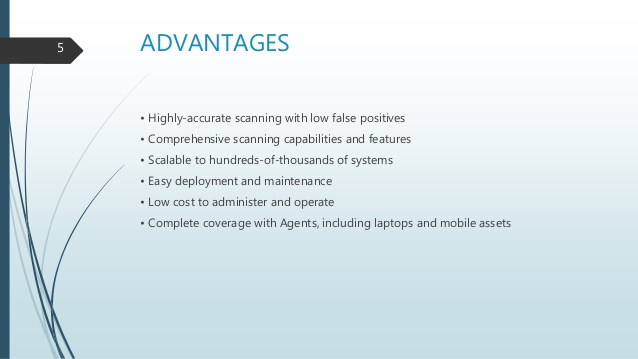 5
ADVANTAGES
• Highly-accurate scanning with low false positives
• Comprehensive scanning capabilities and features
• Scalable to hundreds-of-thousands of systems
• Easy deployment and maintenance
• Low cost to administer and operate
• Complete coverage with Agents, including laptops and mobile assets